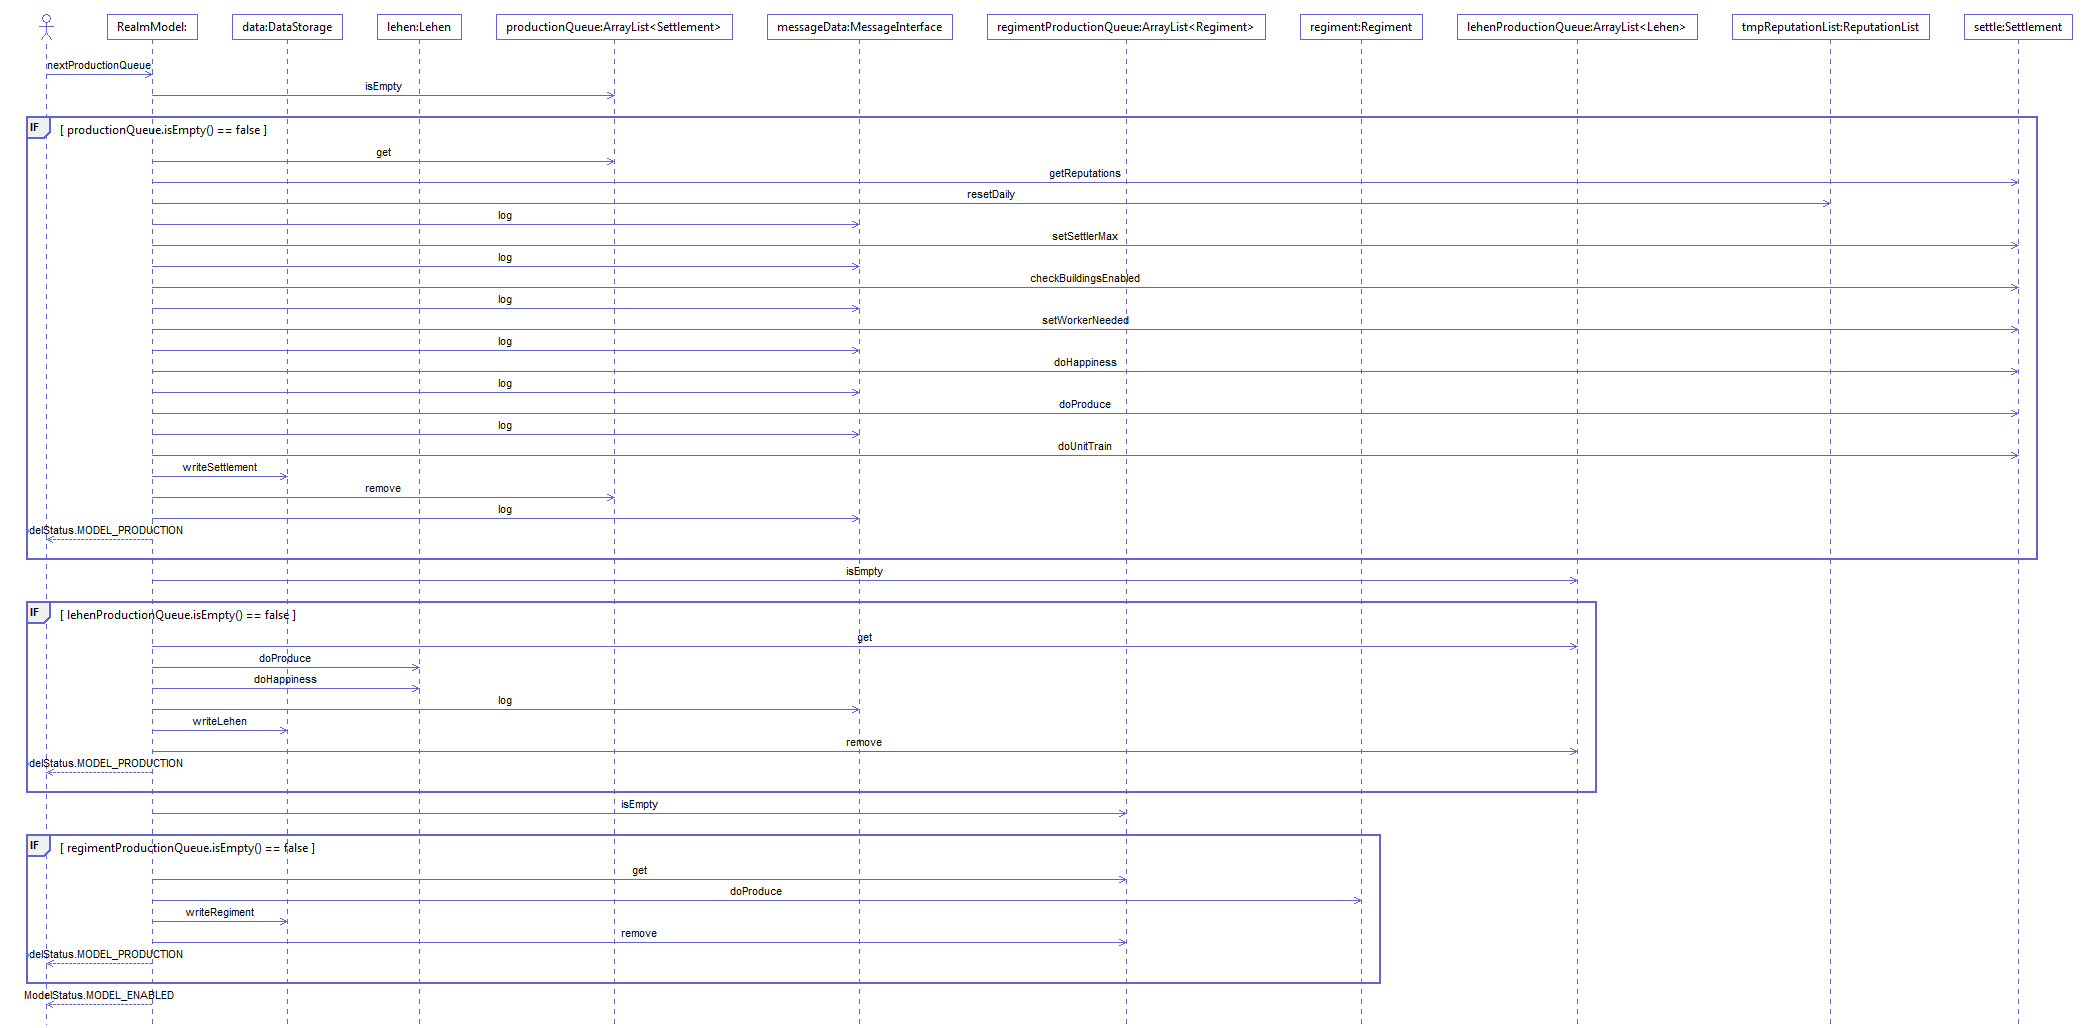 RealmModel:
data:DataStorage
lehen:Lehen
productionQueue:ArrayList<Settlement>
messageData:MessageInterface
regimentProductionQueue:ArrayList<Regiment>
regiment:Regiment
lehenProductionQueue:ArrayList<Lehen>
tmpReputationList:ReputationList
settle:Settlement
nextProductionQueue
isEmpty
IF [ productionQueue.isEmpty() == false ]
get
getReputations
resetDaily
log
setSettlerMax
log
checkBuildingsEnabled
log
setWorkerNeeded
log
doHappiness
log
doProduce
log
doUnitTrain
writeSettlement
remove
log
delStatus.MODEL_PRODUCTION
isEmpty
IF [ lehenProductionQueue.isEmpty() == false ]
get
doProduce
doHappiness
log
writeLehen
remove
delStatus.MODEL_PRODUCTION
isEmpty
IF [ regimentProductionQueue.isEmpty() == false ]
get
doProduce
writeRegiment
remove
delStatus.MODEL_PRODUCTION
ModelStatus.MODEL_ENABLED